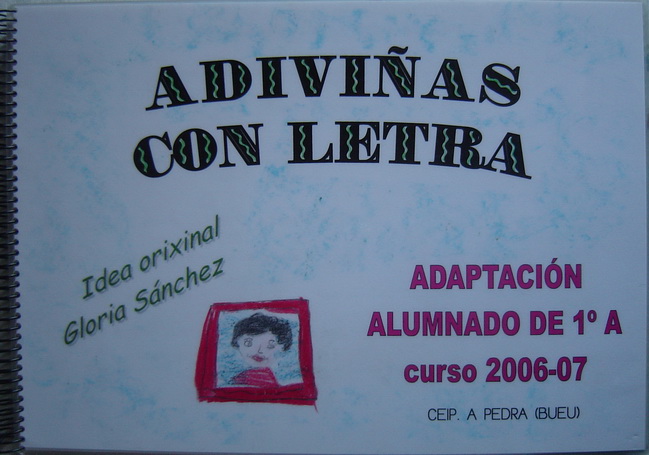 ADIVIÑAS
CON LETRA
Idea orixinal
Gloria Sánchez
ADAPTACIÓN
ALUMNADO DE 1º A
curso 2006-07
CEIP. A PEDRA (BUEU)